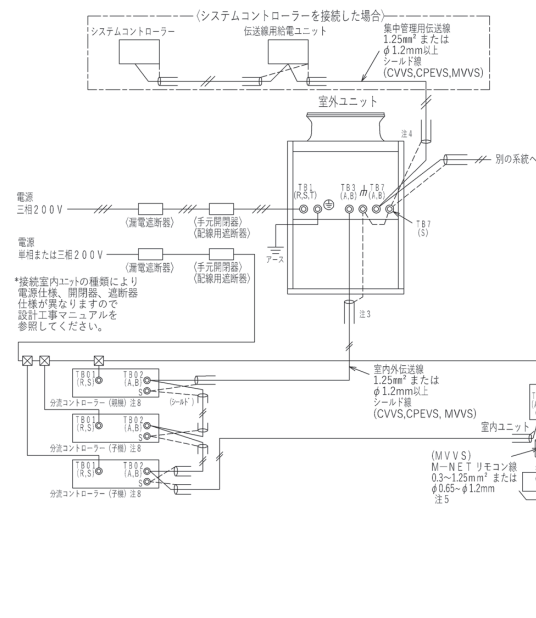 〈システムコントローラーを接続した場合〉
システムコントローラー
伝送線用給電ユニット
集中管理用伝送線
1.25mm² または
φ1.2mm以上
シールド線
(CVVS,CPEVS,MVVS)
室外ユニット
注4
別の系統へ
TB1
(R,S,T)
TB3
(A,B)
TB7
(A,B)
TB7
(S)
電源
三相200V
(漏電遮断器)
(手元開閉器)
(配線用遮断器)
アース
電源
単相または三相200V
(漏電遮断器)
(手元開閉器)
(配線用遮断器)
*接続室内ユニットの種類により
電源仕様、開閉器、遮断器
仕様が異なりますので
設計工事マニュアルを
参照してください。
注3
室内外伝送線
1.25mm² または
φ1.2mm以上
シールド線
(CVVS,CPEVS, MVVS)
TB01
(R,S)
TB02
(A,B)
S
分流コントローラー (親機) 注8
(シールド)
TB01
(R,S)
TB02
(A,B)
S
分流コントローラー (子機) 注8
TB01
(R,S)
TB02
(A,B)
S
分流コントローラー (子機) 注8
室内ユニット
(MVVS)
M-NET リモコン線
0.3~1.25mm² または
φ0.65~φ1.2mm
注5